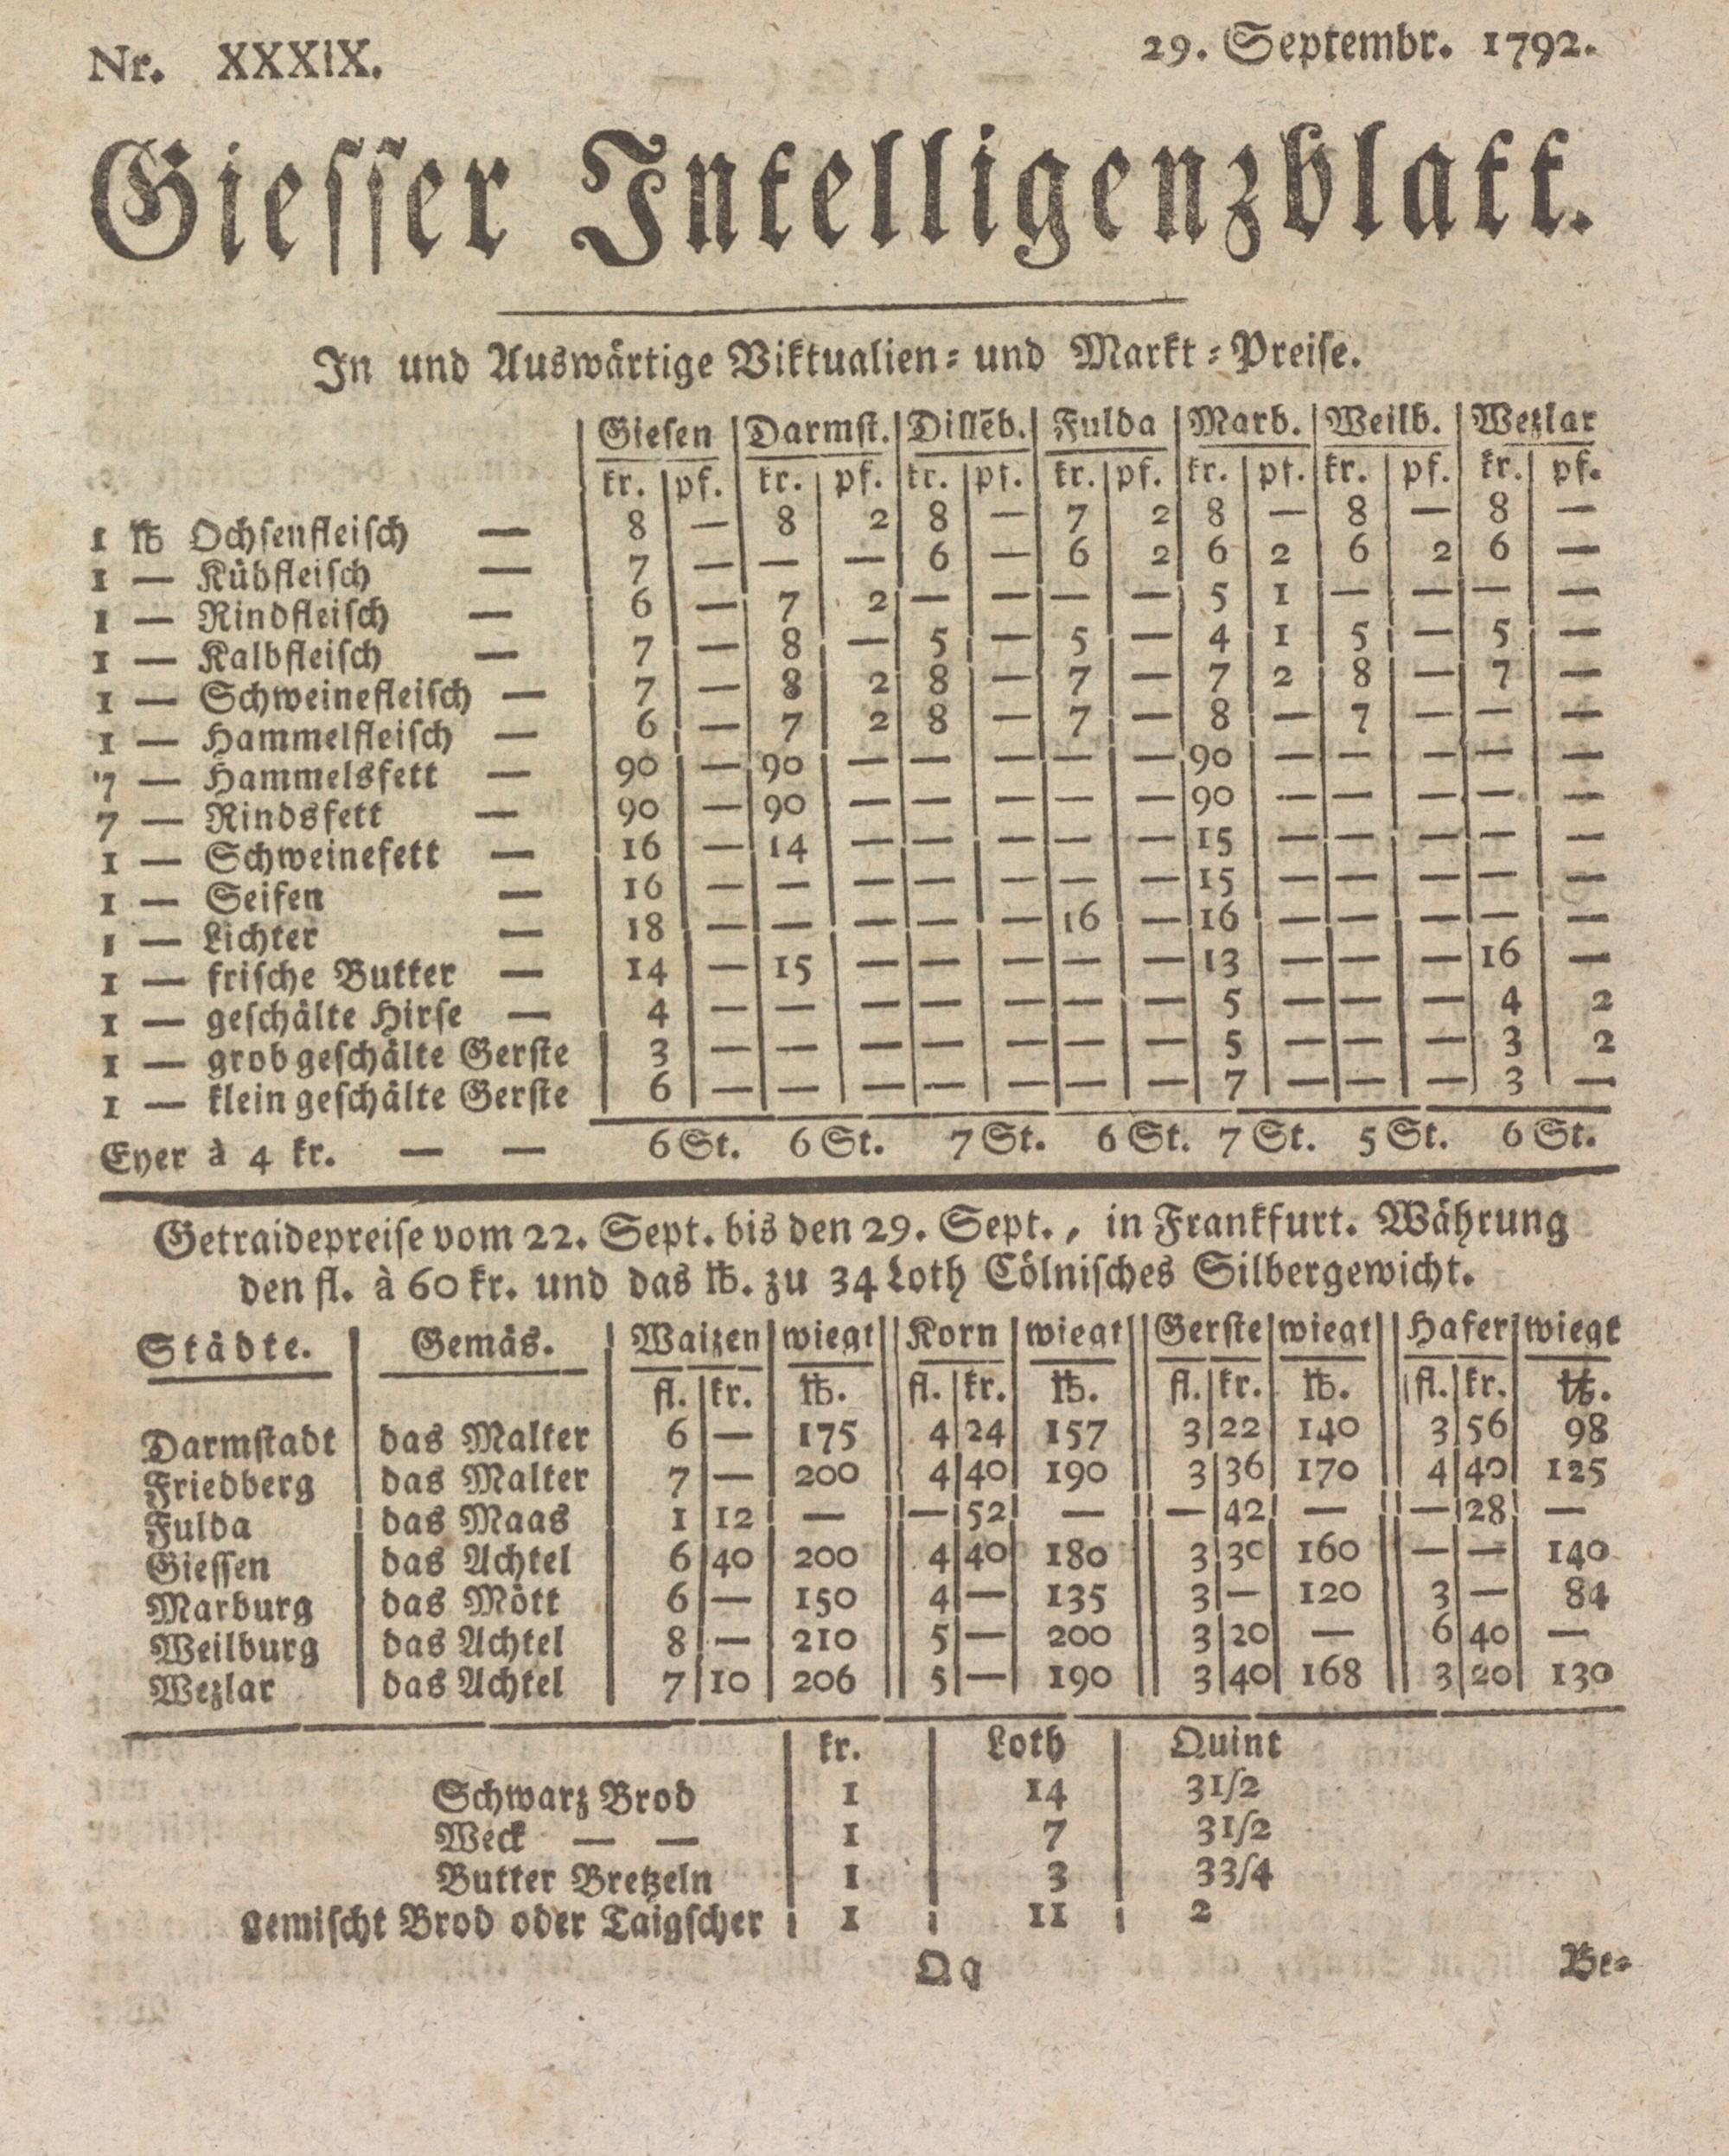 Nr. XXXIX. 29. Septembr. 1792.
Giesser Intelligenzblatt.
In und Auswärtige Viktualien- und Markt-Preise.
Giesen Darmst. Dillēb. Fulda Marb. Weilb. Wezlar
kr. pf. kr. pf. kr. pf. kr. pf. kr. pf. kr. pf. kr. pf.
1 ℔ Ochsenfleisch — 8 — 8 2 8 — 7 2 8 — 8 — 8 —
1 — Kühfleisch — 7 — — — 6 — 6 2 6 2 6 2 6 —
1 — Rindfleisch — 6 — 7 2 — — — — 5 1 — — — —
1 — Kalbfleisch — 7 — 8 — 5 — 5 — 4 1 5 — 5 —
1 — Schweinefleisch — 7 — 8 2 8 — 7 — 7 2 8 — 7 —
1 — Hammelfleisch — 6 — 7 2 8 — 7 — 8 — 7 — — —
7 — Hammelsfett — 90 — 90 — — — — — 90 — — — — —
7 — Rindsfett — 90 — 90 — — — — — 90 — — — — —
1 — Schweinefett — 16 — 14 — — — — — 15 — — — — —
1 — Seifen — 16 — — — — — — — 15 — — — — —
1 — Lichter — 18 — — — — — 16 — 16 — — — — —
1 — frische Butter — 14 — 15 — — — — — 13 — — — 16 —
1 — geschälte Hirse — 4 — — — — — — — 5 — — — 4 2
1 — grob geschälte Gerste 3 — — — — — — — 5 — — — 3 2
1 — klein geschälte Gerste 6 — — — — — — — 7 — — — 3 —
Eyer à 4 kr. — — 6 St. 6 St. 7 St. 6 St. 7 St. 5 St. 6 St.
Getraidepreise vom 22. Sept. bis den 29. Sept., in Frankfurt. Währung
den fl. à 60 kr. und das ℔. zu 34 Loth Cölnisches Silbergewicht.
Städte. Gemäs. Waizen wiegt Korn wiegt Gerste wiegt Hafer wiegt
fl. kr. ℔. fl. kr. ℔. fl. kr. ℔. fl. kr. ℔.
Darmstadt das Malter 6 — 175 4 24 157 3 22 140 3 56 98
Friedberg das Malter 7 — 200 4 40 190 3 36 170 4 40 125
Fulda das Maas 1 12 — — 52 — — 42 — — 28 —
Giessen das Achtel 6 40 200 4 40 180 3 30 160 — — 140
Marburg das Mött 6 — 150 4 — 135 3 — 120 3 — 84
Weilburg das Achtel 8 — 210 5 — 200 3 20 — 6 40 —
Wezlar das Achtel 7 10 206 5 — 190 3 40 168 3 20 130
kr. Loth Quint
Schwarz Brod 1 14 3 1/2
Weck — — 1 7 3 1/2
Butter Bretzeln 1 3 3 3/4
gemischt Brod oder Taigscher 1 11 2
Qq Be-